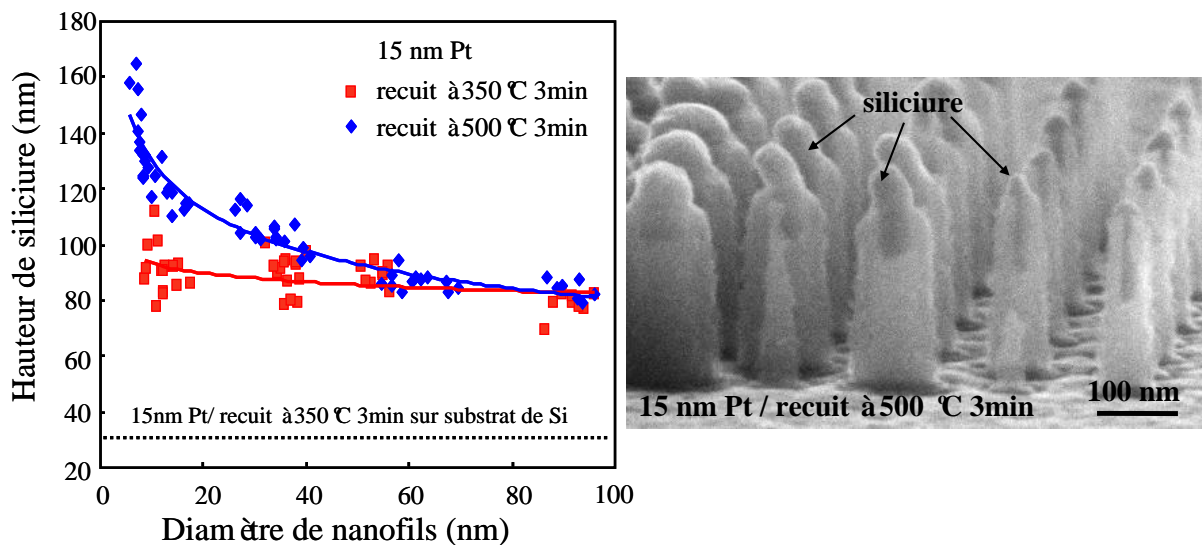 180
160
140
120
100
80
60
40
20
Hauteur de siliciure (nm)
15 nm Pt
recuit à 350 ℃ 3min
recuit à 500 ℃ 3min
15nm Pt/ recuit à 350 ℃ 3min sur substrat de Si
0 20 40 60 80 100
Diamètre de nanofils (nm)
siliciure
15 nm Pt / recuit à 500 ℃ 3min
100 nm